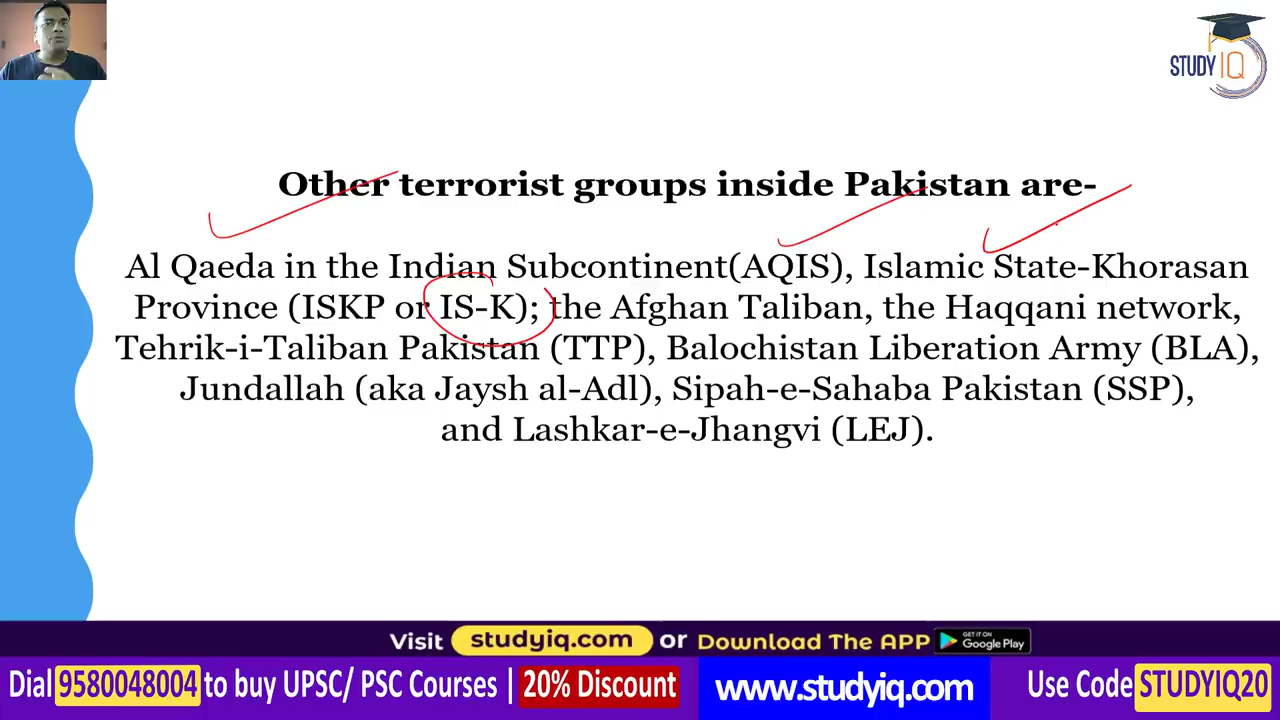 STUDY IQ
Other terrorist groups inside Pakistan are-
Al Qaeda in the Indian Subcontinent(AQIS), Islamic State-Khorasan
Province (ISKP or IS-K); the Afghan Taliban, the Haqqani network,
Tehrik-i-Taliban Pakistan (TTP), Balochistan Liberation Army (BLA),
Jundallah (aka Jaysh al-Adl), Sipah-e-Sahaba Pakistan (SSP),
and Lashkar-e-Jhangvi (LEJ).
Visit studyiq.com or Download The APP GET IT ON Google Play
Dial 9580048004 to buy UPSC/ PSC Courses | 20% Discount www.studyiq.com Use Code STUDYIQ20